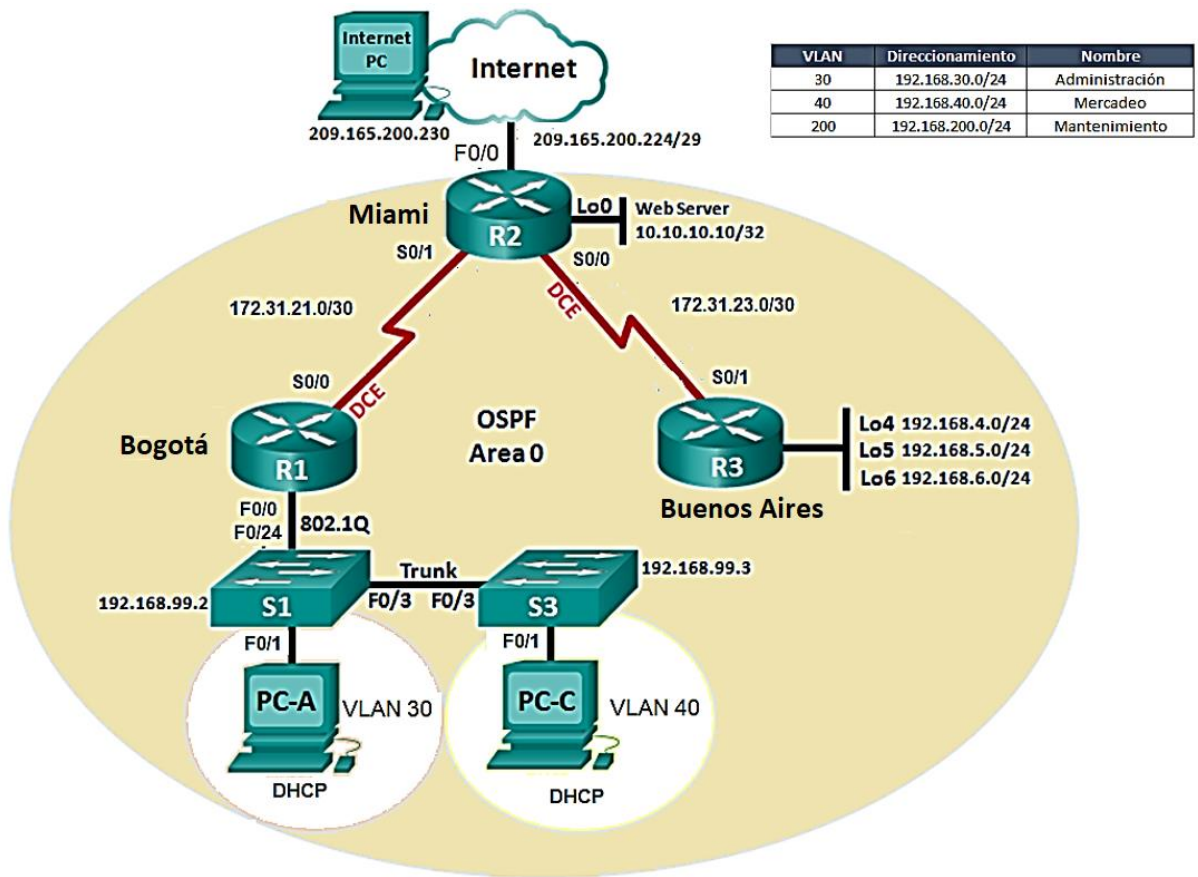 Internet
PC
Internet
209.165.200.230
209.165.200.224/29
F0/0
VLAN Direccionamiento Nombre
30 192.168.30.0/24 Administración
40 192.168.40.0/24 Mercadeo
200 192.168.200.0/24 Mantenimiento
Miami
R2
Lo0
Web Server
10.10.10.10/32
S0/1
S0/0
DCE
172.31.21.0/30
172.31.23.0/30
S0/0
DCE
S0/1
Bogotá
R1
OSPF
Area 0
R3
Buenos Aires
Lo4 192.168.4.0/24
Lo5 192.168.5.0/24
Lo6 192.168.6.0/24
F0/0
F0/24
802.1Q
Trunk
192.168.99.2
S1
F0/3
F0/3
S3
192.168.99.3
F0/1
F0/1
PC-A
VLAN 30
PC-C
VLAN 40
DHCP
DHCP